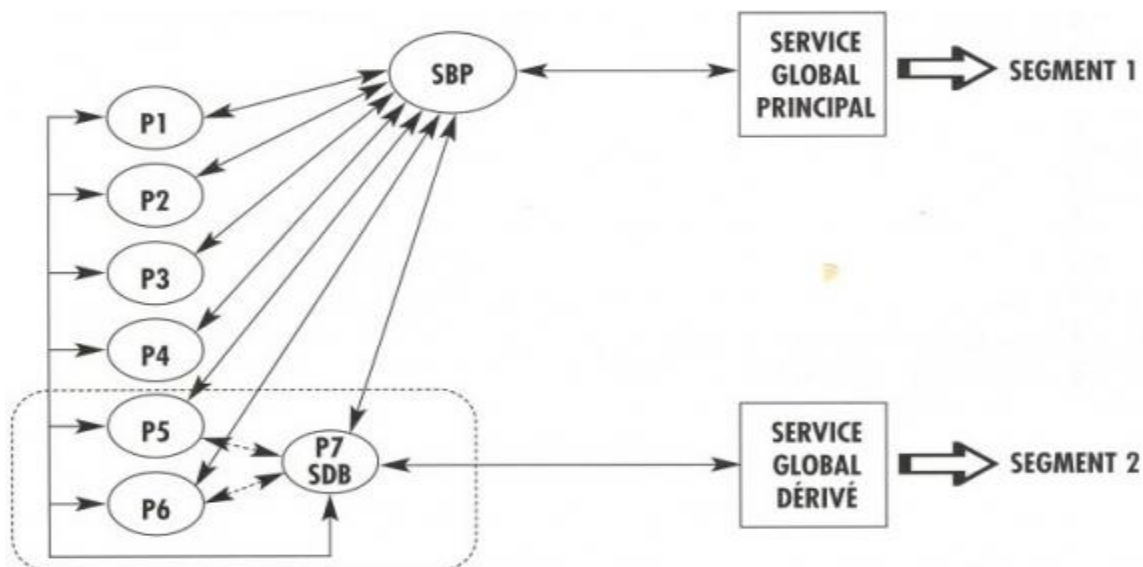 SBP
SERVICE
GLOBAL
PRINCIPAL
SEGMENT 1
P1
P2
P3
P4
P5
P6
P7
SDB
SERVICE
GLOBAL
DÉRIVÉ
SEGMENT 2